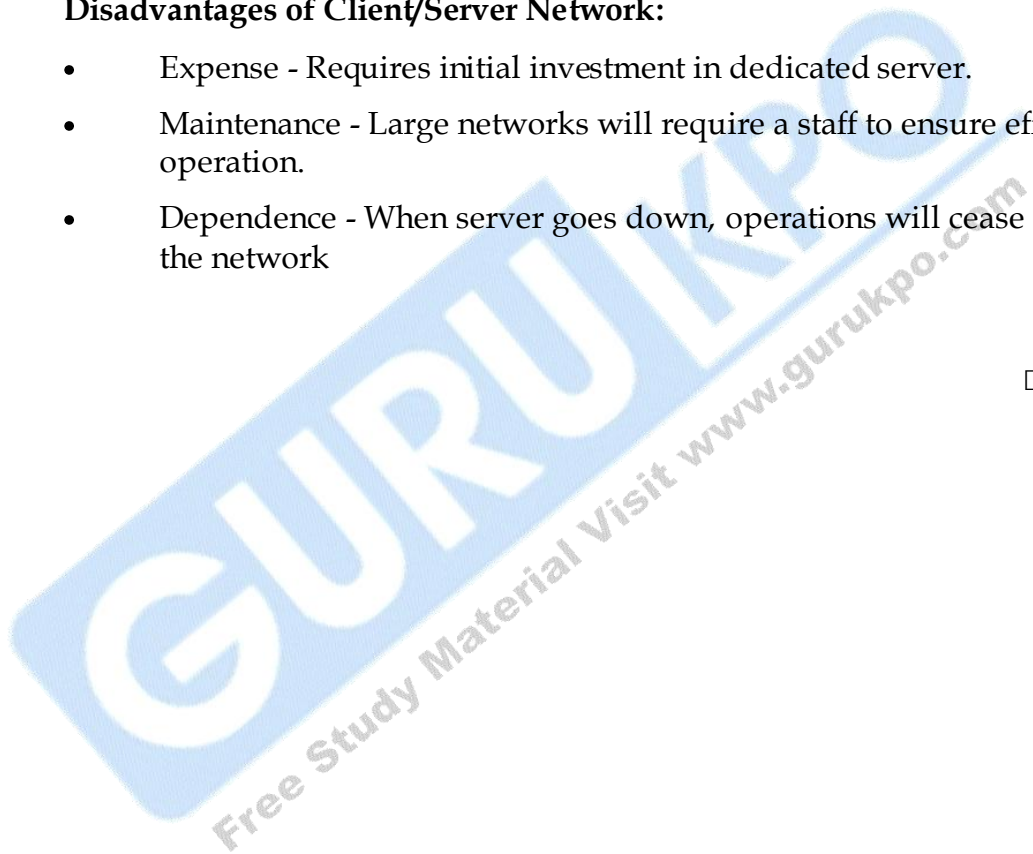 Disadvantages of Client/Server Network:
• Expense - Requires initial investment in dedicated server.
• Maintenance - Large networks will require a staff to ensure
operation.
• Dependence - When server goes down, operations will cease
the network
GURU KPO
Free Study Material Visit www.gurukpo.com